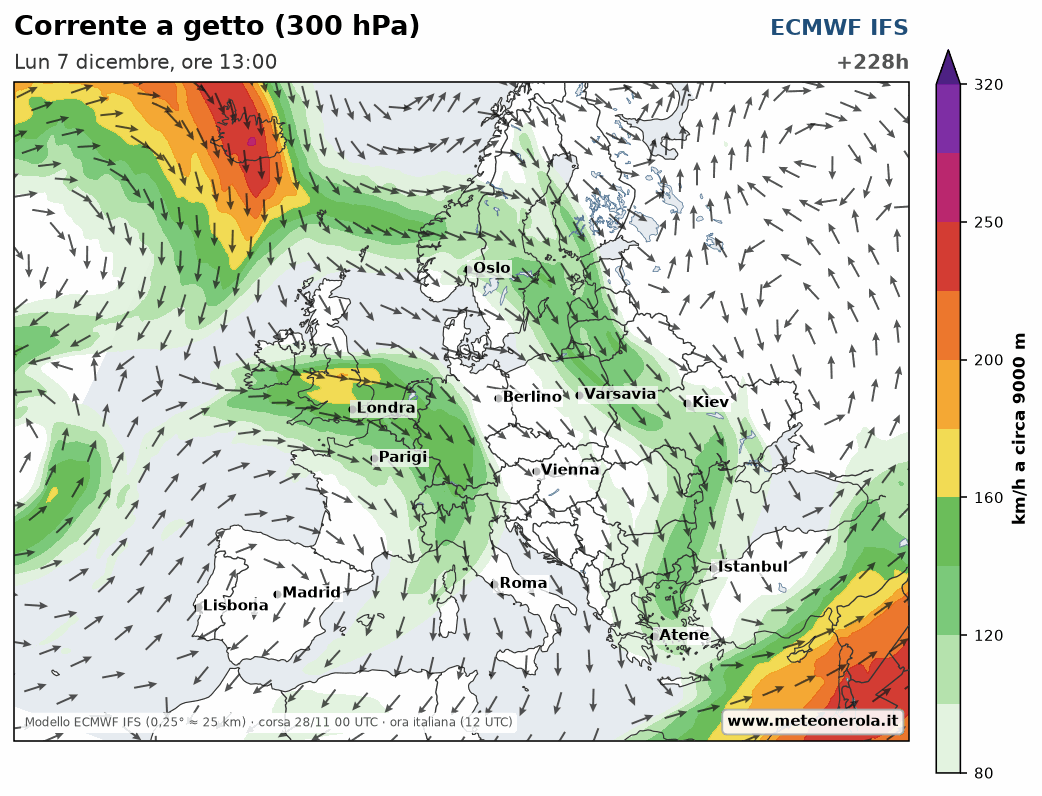 Corrente a getto (300 hPa)
ECMWF IFS
Lun 7 dicembre, ore 13:00
+228h
320
250
200
160
120
80
km/h a circa 9000 m
Oslo
Berlino
Varsavia
Kiev
Londra
Parigi
Vienna
Istanbul
Roma
Madrid
Lisbona
Atene
Modello ECMWF IFS (0,25° ≈ 25 km) · corsa 28/11 00 UTC · ora italiana (12 UTC)
www.meteonerola.it